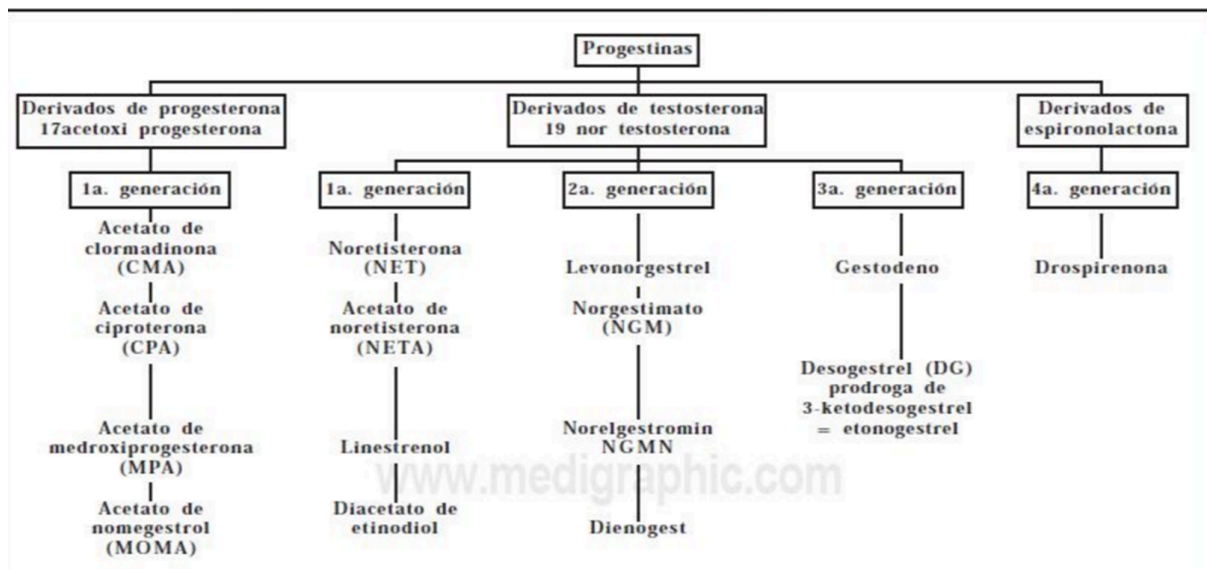 Progestinas
Derivados de progesterona
17acetoxi progesterona
Derivados de testosterona
19 nor testosterona
Derivados de
espironolactona
1a. generación
1a. generación
2a. generación
3a. generación
4a. generación
Acetato de
clormadinona
(CMA)
Acetato de
ciproterona
(CPA)
Acetato de
medroxiprogesterona
(MPA)
Acetato de
nomegestrol
(MOMA)
Noretisterona
(NET)
Acetato de
noretisterona
(NETA)
Linestrenol
Diacetato de
etinodiol
Levonorgestrel
Norgestimato
(NGM)
Norelgestromin
NGMN
Dienogest
Gestodeno
Desogestrel (DG)
prodroga de
3-ketodesogestrel
= etonogestrel
Drospirenona
www.medigraphic.com